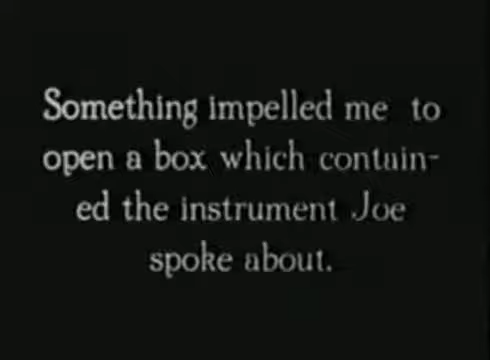 Something impelled me to
open a box which contain-
ed the instrument Joe
spoke about.